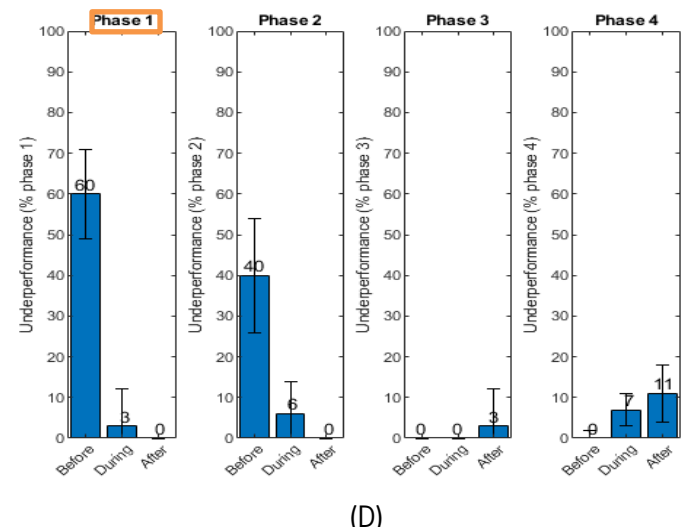 Phase 1
Underperformance (% phase 1)
100
90
80
70
60
50
40
30
20
10
0
60
3
0
Before
During
After
Phase 2
Underperformance (% phase 2)
100
90
80
70
60
50
40
30
20
10
0
40
6
0
Before
During
After
Phase 3
Underperformance (% phase 3)
100
90
80
70
60
50
40
30
20
10
0
0
0
3
Before
During
After
Phase 4
Underperformance (% phase 4)
100
90
80
70
60
50
40
30
20
10
0
0
7
11
Before
During
After
(D)